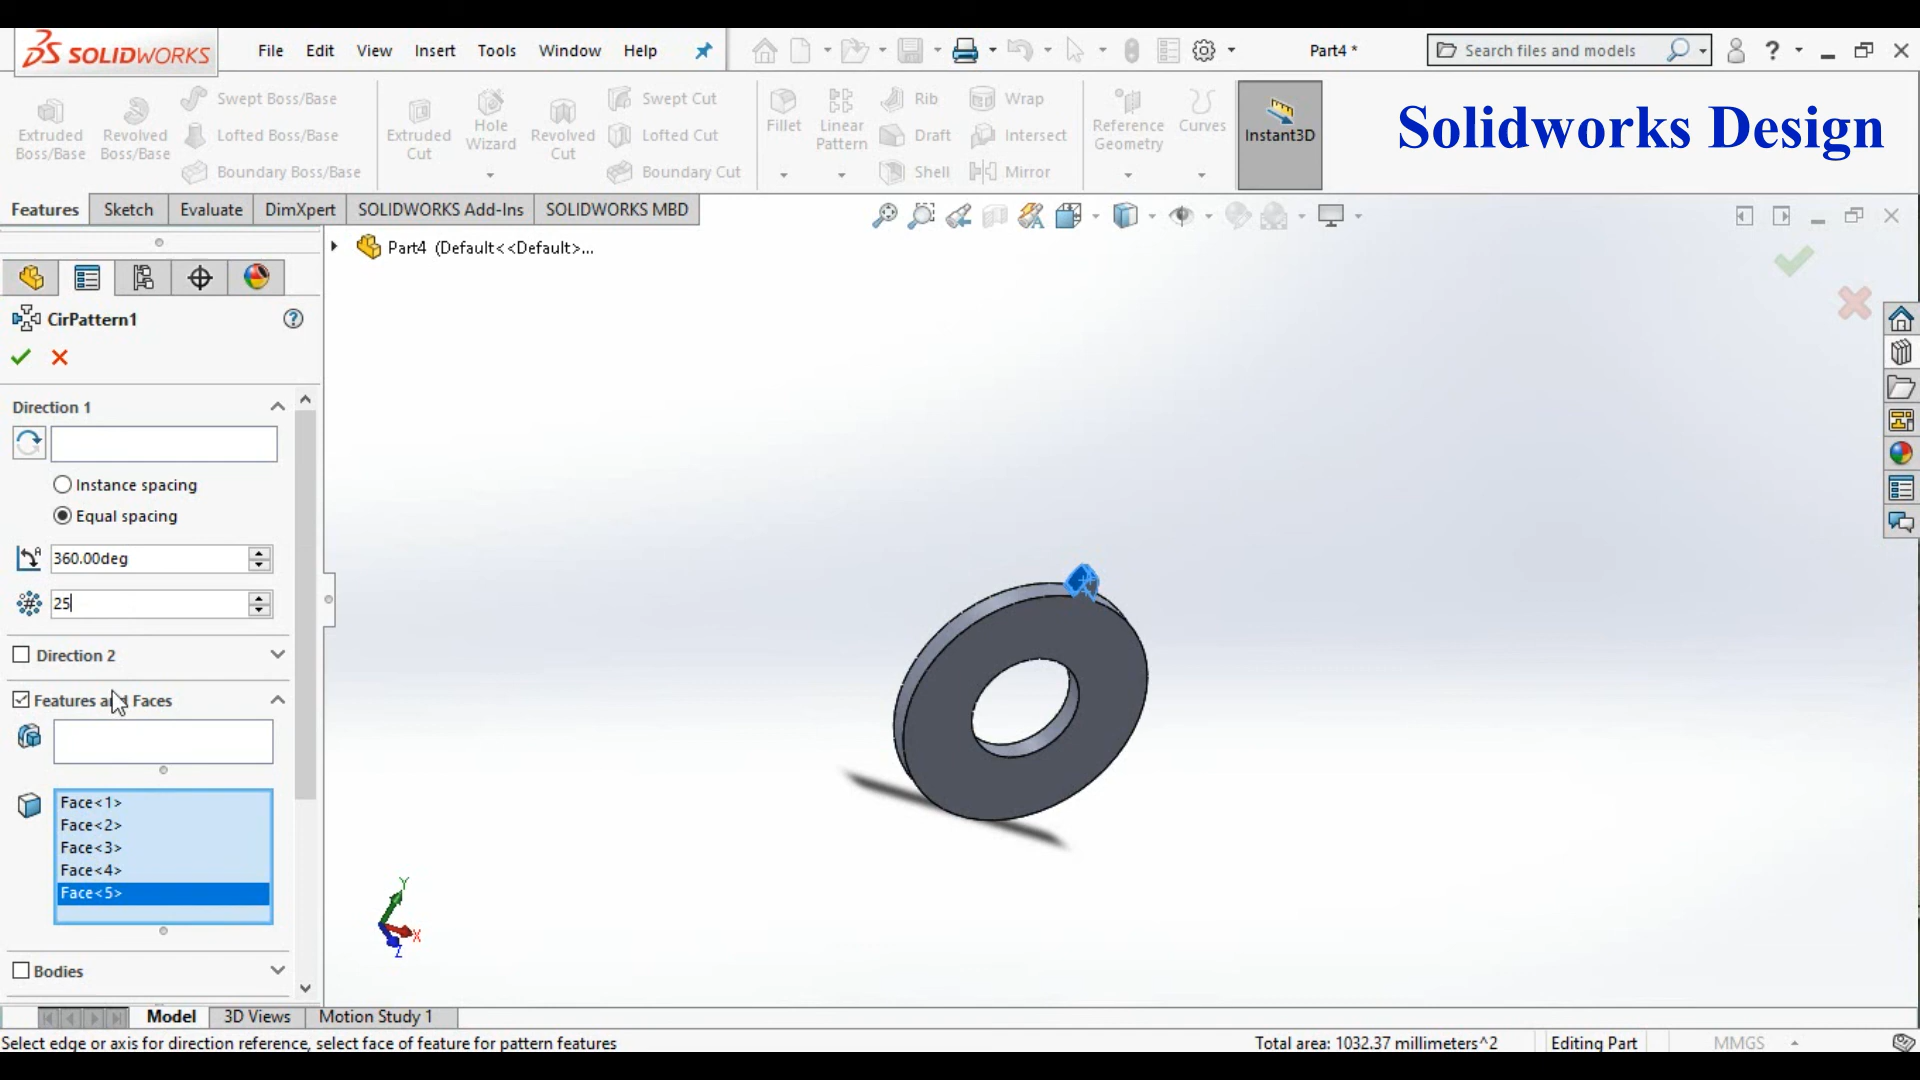 SOLIDWORKS File Edit View Insert Tools Window Help Part4 * Search files and models ?
Extruded Boss/Base
Revolved Boss/Base
Swept Boss/Base
Lofted Boss/Base
Boundary Boss/Base
Extruded Cut
Hole Wizard
Revolved Cut
Swept Cut
Lofted Cut
Boundary Cut
Fillet
Linear Pattern
Rib
Draft
Shell
Wrap
Intersect
Mirror
Reference Geometry
Curves
Instant3D
Solidworks Design
Features Sketch Evaluate DimXpert SOLIDWORKS Add-Ins SOLIDWORKS MBD
Part4 (Default<<Default>...
CirPattern1
Direction 1
Instance spacing
Equal spacing
360.00deg
25
Direction 2
Features and Faces
Face<1>
Face<2>
Face<3>
Face<4>
Face<5>
Bodies
Y
X
Z
Model 3D Views Motion Study 1
Select edge or axis for direction reference, select face of feature for pattern features Total area: 1032.37 millimeters^2 Editing Part MMGS